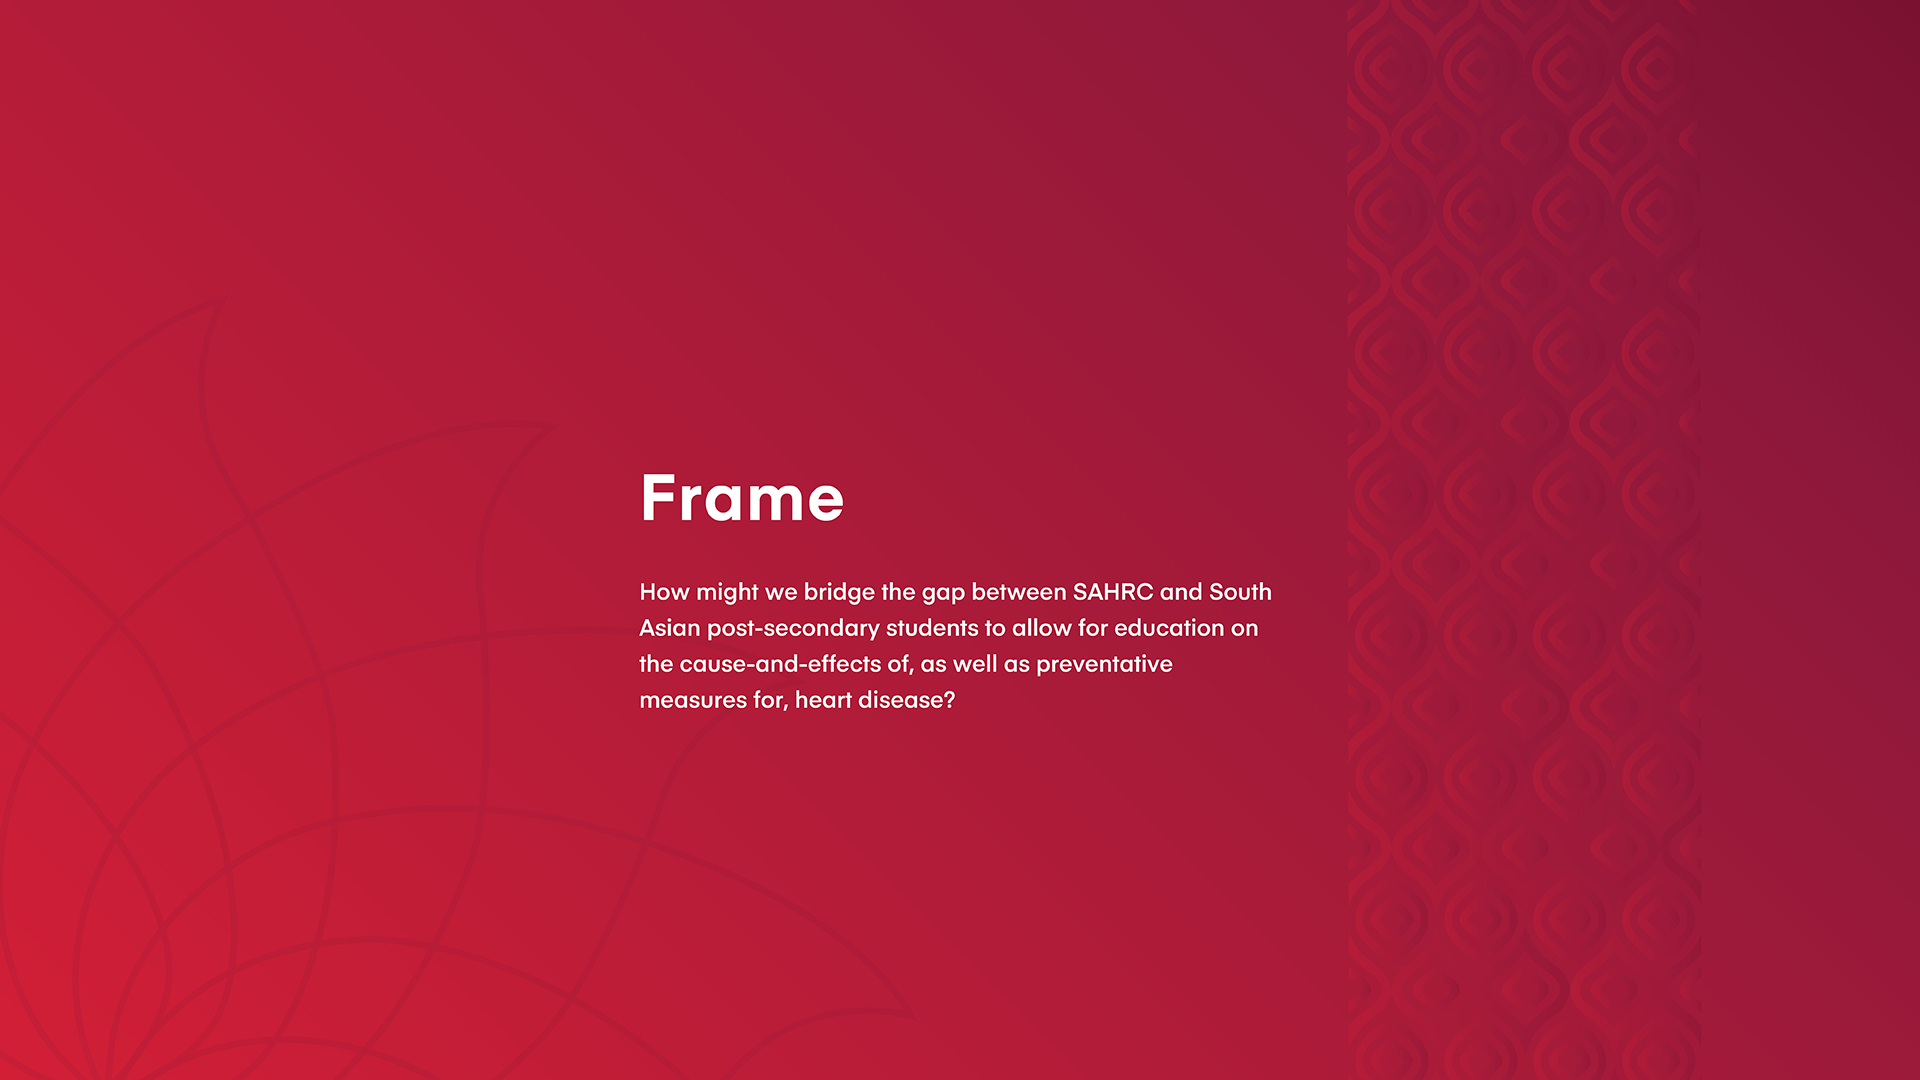 Frame
How might we bridge the gap between SAHRC and South
Asian post-secondary students to allow for education on
the cause-and-effects of, as well as preventative
measures for, heart disease?